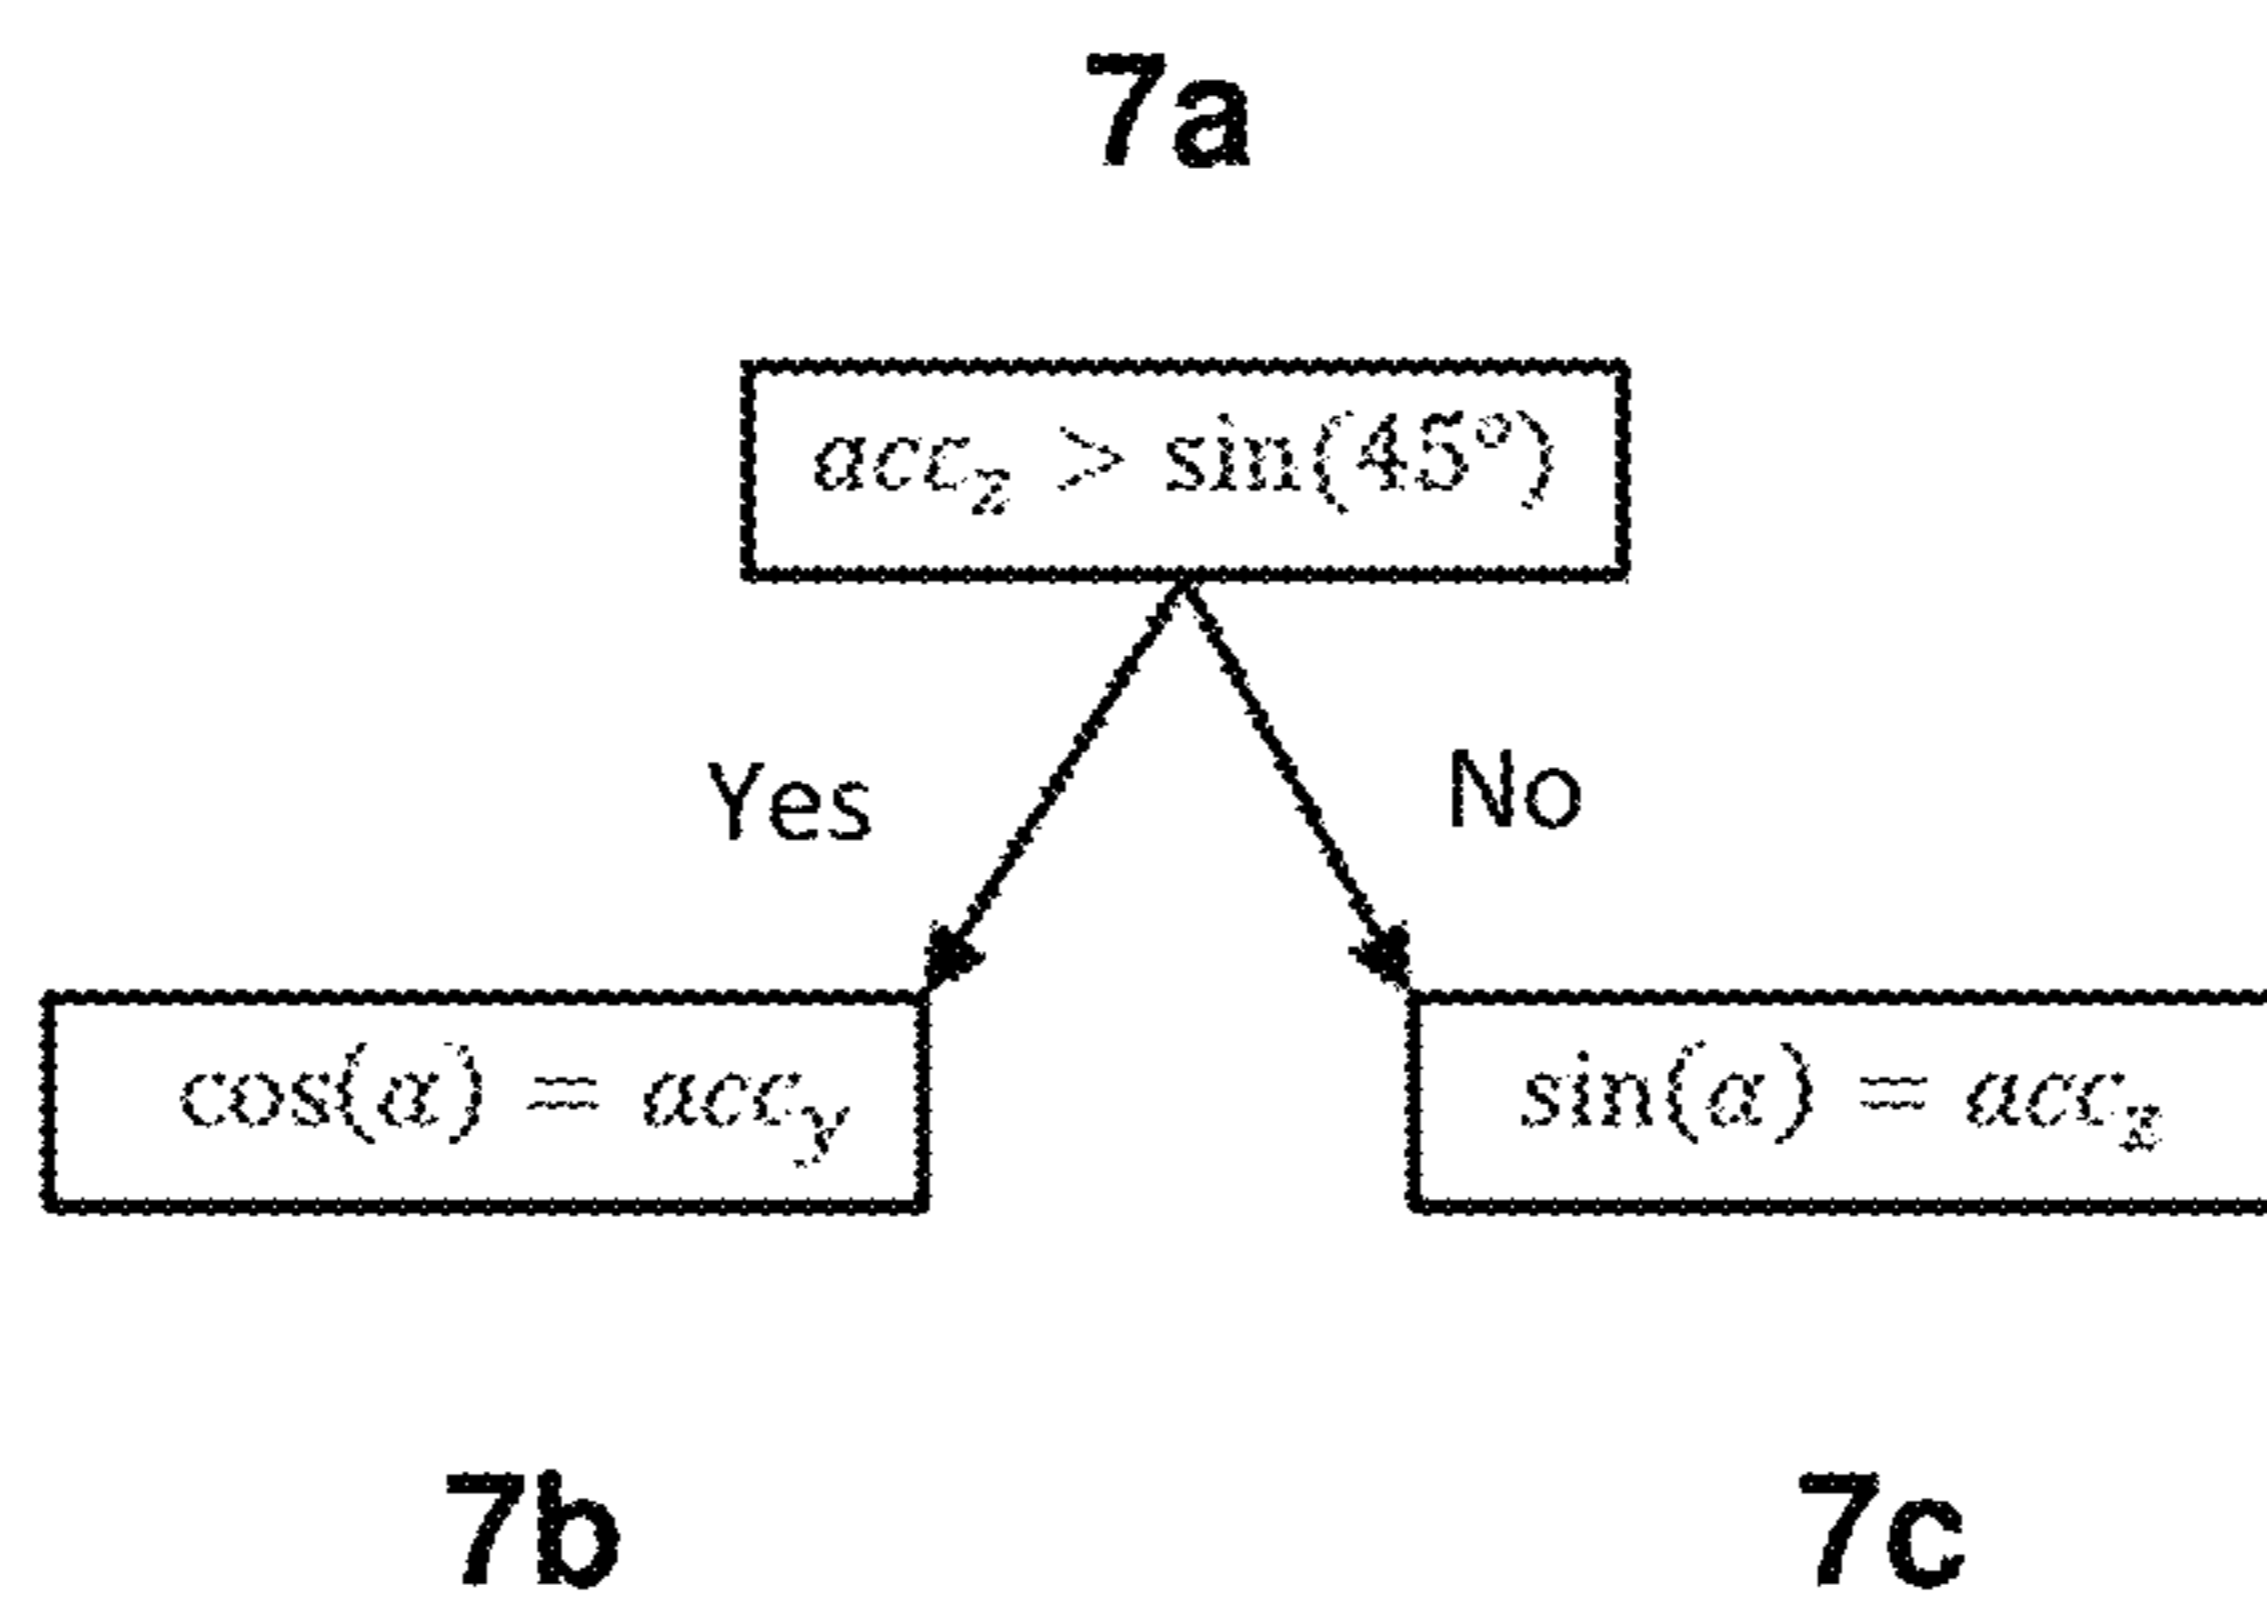 7a
acc_z > sin(45°)
Yes
No
cos(α) = acc_y
sin(α) = acc_z
7b
7c